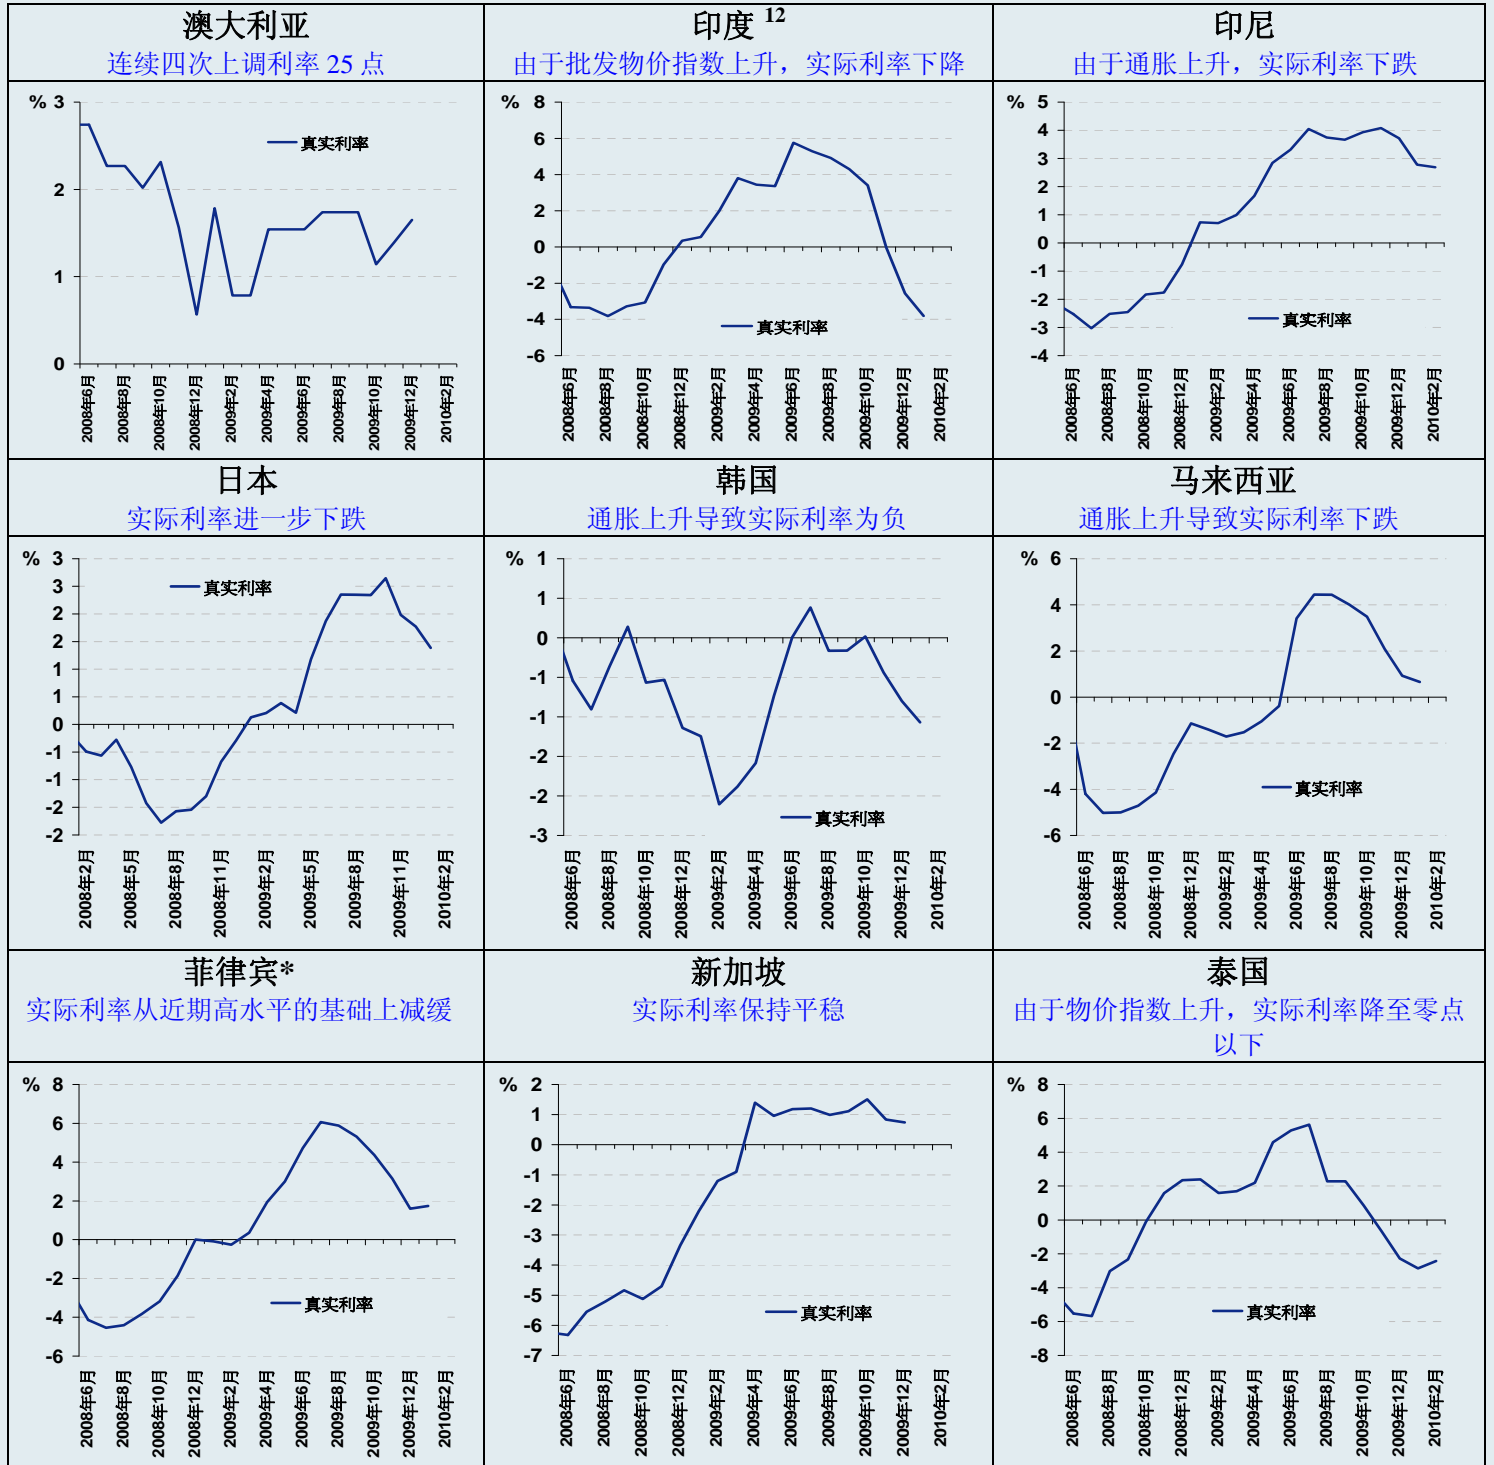 澳大利亚
连续四次上调利率 25 点
印度 12
由于批发物价指数上升，实际利率下降
印尼
由于通胀上升，实际利率下跌
% 3
2
1
0
真实利率
2008年6月
2008年8月
2008年10月
2008年12月
2009年2月
2009年4月
2009年6月
2009年8月
2009年10月
2009年12月
2010年2月
% 8
6
4
2
0
-2
-4
-6
真实利率
2008年6月
2008年8月
2008年10月
2008年12月
2009年2月
2009年4月
2009年6月
2009年8月
2009年10月
2009年12月
2010年2月
% 5
4
3
2
1
0
-1
-2
-3
-4
真实利率
2008年6月
2008年8月
2008年10月
2008年12月
2009年2月
2009年4月
2009年6月
2009年8月
2009年10月
2009年12月
2010年2月
日本
实际利率进一步下跌
韩国
通胀上升导致实际利率为负
马来西亚
通胀上升导致实际利率下跌
% 3
3
2
2
1
1
0
-1
-1
-2
-2
真实利率
2008年2月
2008年5月
2008年8月
2008年11月
2009年2月
2009年5月
2009年8月
2009年11月
2010年2月
% 1
1
0
-1
-1
-2
-2
-3
真实利率
2008年6月
2008年8月
2008年10月
2008年12月
2009年2月
2009年4月
2009年6月
2009年8月
2009年10月
2009年12月
2010年2月
% 6
4
2
0
-2
-4
-6
真实利率
2008年6月
2008年8月
2008年10月
2008年12月
2009年2月
2009年4月
2009年6月
2009年8月
2009年10月
2009年12月
2010年2月
菲律宾*
实际利率从近期高水平的基础上减缓
新加坡
实际利率保持平稳
泰国
由于物价指数上升，实际利率降至零点
以下
% 8
6
4
2
0
-2
-4
-6
真实利率
2008年6月
2008年8月
2008年10月
2008年12月
2009年2月
2009年4月
2009年6月
2009年8月
2009年10月
2009年12月
2010年2月
% 2
1
0
-1
-2
-3
-4
-5
-6
-7
真实利率
2008年6月
2008年8月
2008年10月
2008年12月
2009年2月
2009年4月
2009年6月
2009年8月
2009年10月
2009年12月
2010年2月
% 8
6
4
2
0
-2
-4
-6
-8
真实利率
2008年6月
2008年8月
2008年10月
2008年12月
2009年2月
2009年4月
2009年6月
2009年8月
2009年10月
2009年12月
2010年2月